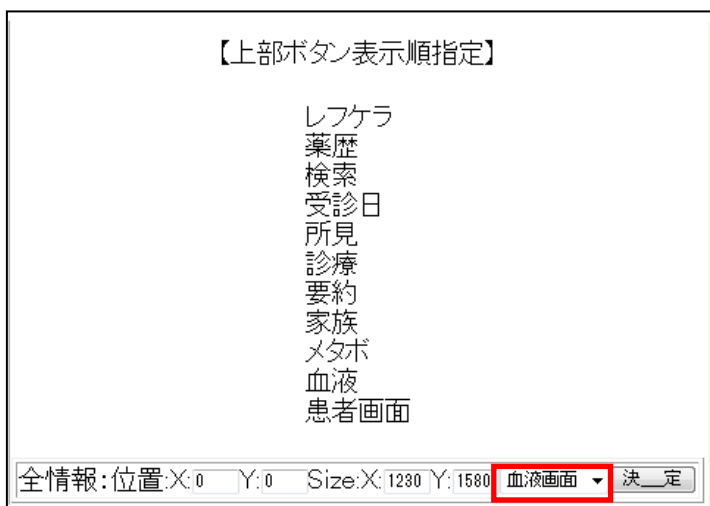 【上部ボタン表示順指定】
レフケラ
薬歴
検索
受診日
所見
診療
要約
家族
メタボ
血液
患者画面
全情報:位置:X: 0 Y: 0 Size:X: 1230 Y: 1580 血液画面 ▼ 決__定